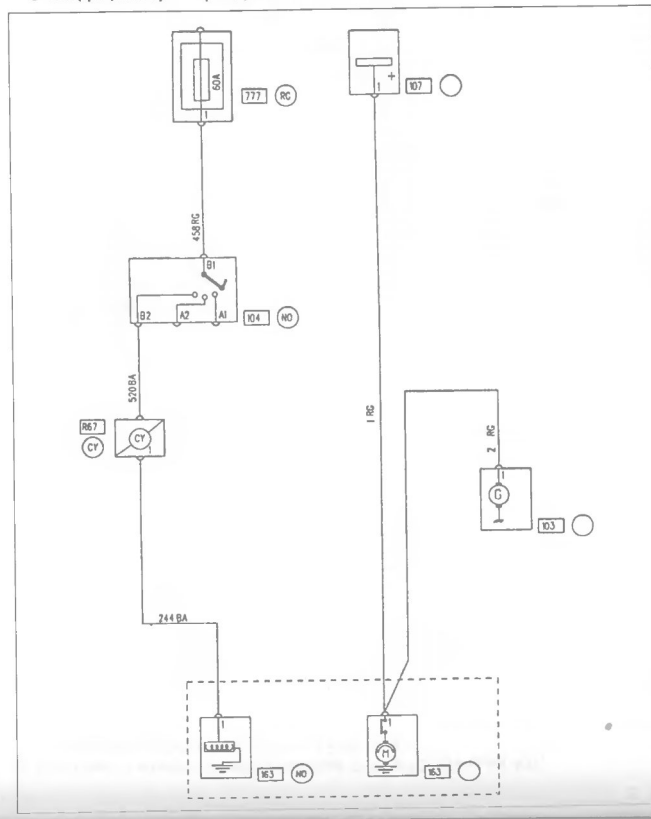 60A
1
777 RC
+
1
107
458 RG
B1
B2 A2 A1
104 NO
520 BA
R67
CY
CY
1
1 RG
2 RG
1
G
103
244 BA
1
163 NO
1
M
163